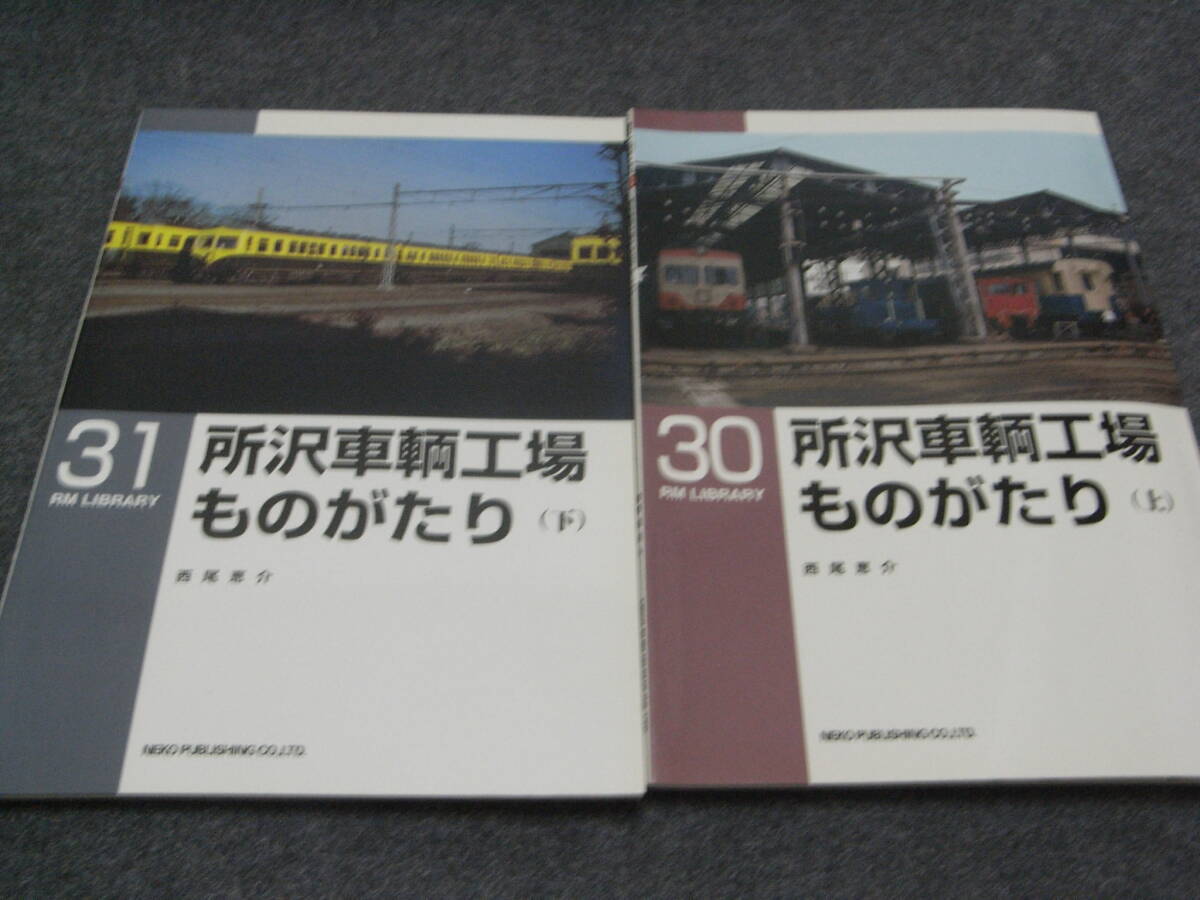 31
RM LIBRARY
所沢車輌工場
ものがたり（下）
西尾恵介
NEKO PUBLISHING CO.,LTD.
30
RM LIBRARY
所沢車輌工場
ものがたり（上）
西尾恵介
NEKO PUBLISHING CO.,LTD.